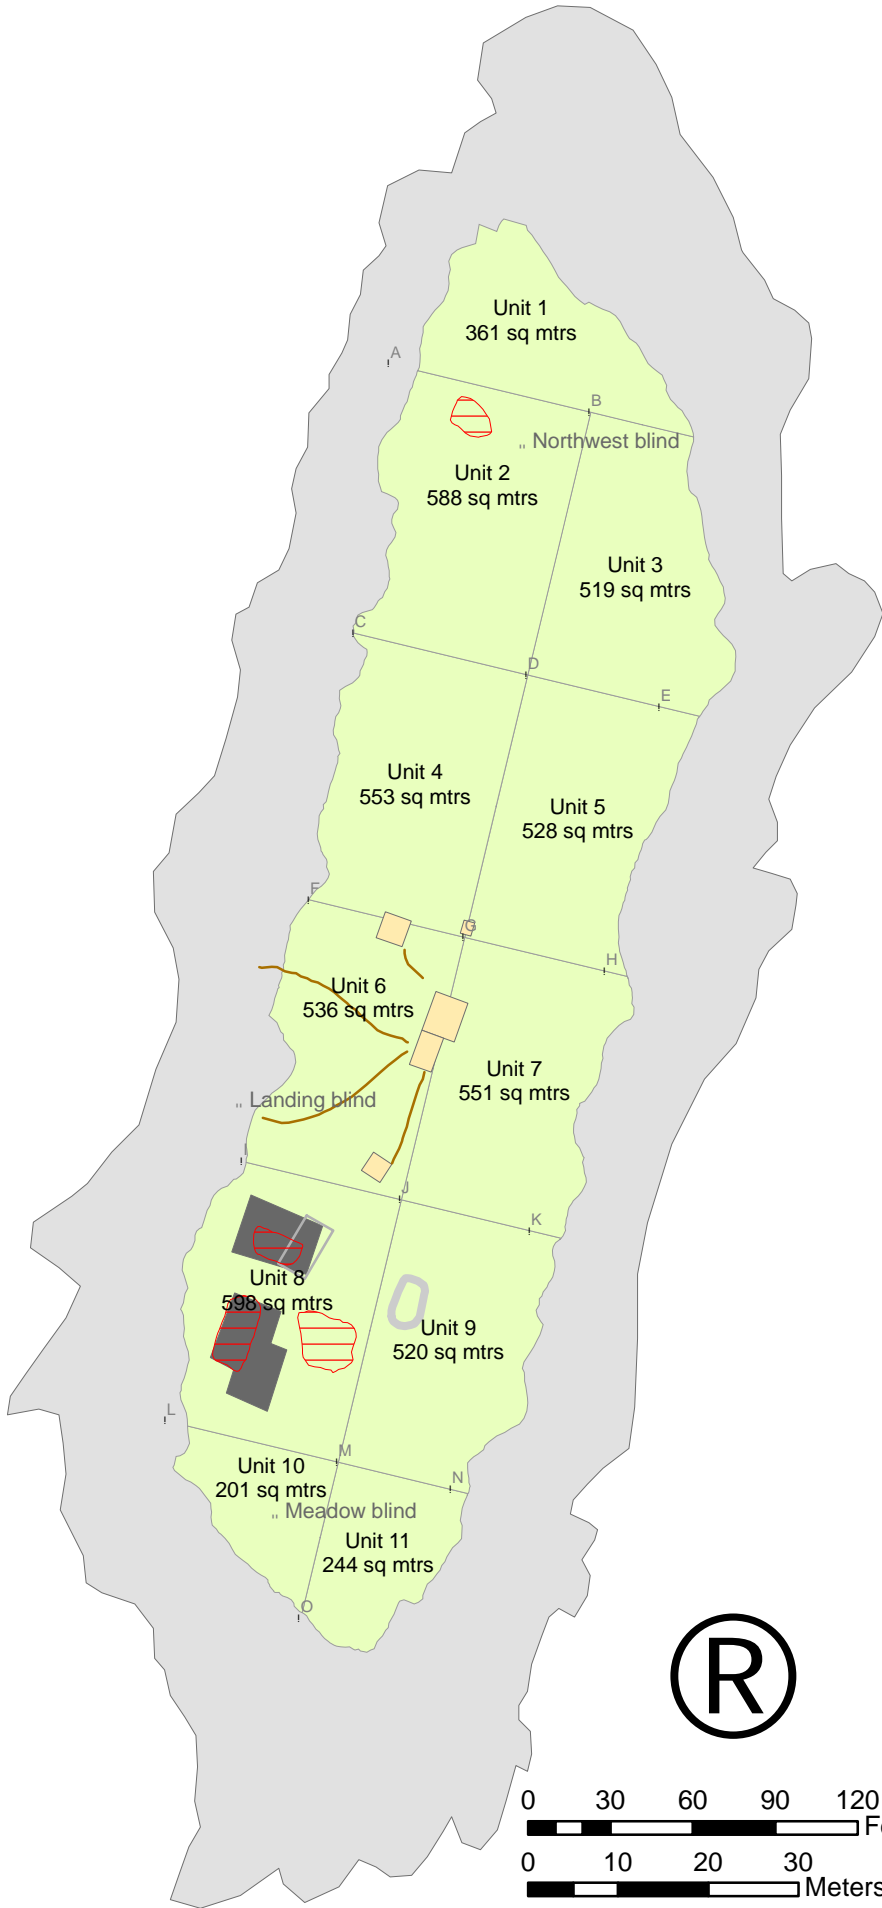 Unit 1
361 sq mtrs
A
B
Northwest blind
Unit 2
588 sq mtrs
Unit 3
519 sq mtrs
C
D
E
Unit 4
553 sq mtrs
Unit 5
528 sq mtrs
F
G
H
Unit 6
536 sq mtrs
Unit 7
551 sq mtrs
Landing blind
I
J
K
Unit 8
598 sq mtrs
Unit 9
520 sq mtrs
L
M
N
Unit 10
201 sq mtrs
Meadow blind
Unit 11
244 sq mtrs
O
®
0 30 60 90 120
0 10 20 30
Meters